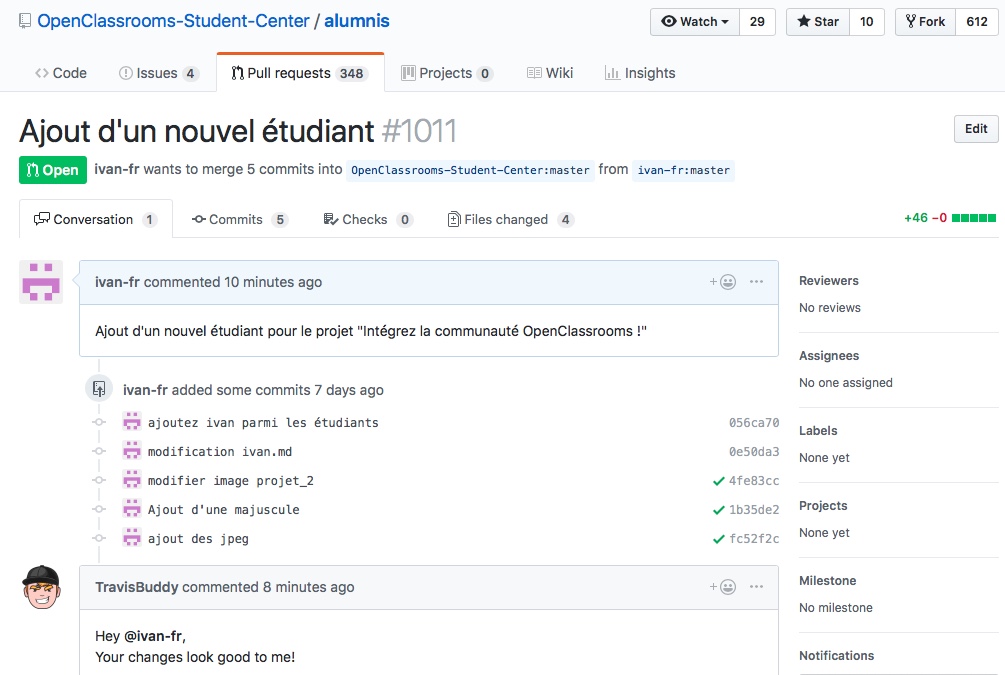 OpenClassrooms-Student-Center / alumnis
Watch 29 Star 10 Fork 612
Code Issues 4 Pull requests 348 Projects 0 Wiki Insights
Ajout d'un nouvel étudiant #1011 Edit
Open ivan-fr wants to merge 5 commits into OpenClassrooms-Student-Center:master from ivan-fr:master
Conversation 1 Commits 5 Checks 0 Files changed 4 +46 −0
ivan-fr commented 10 minutes ago
Ajout d'un nouvel étudiant pour le projet "Intégrez la communauté OpenClassrooms !"
ivan-fr added some commits 7 days ago
ajoutez ivan parmi les étudiants 056ca70
modification ivan.md 0e50da3
modifier image projet_2 4fe83cc
Ajout d'une majuscule 1b35de2
ajout des jpeg fc52f2c
TravisBuddy commented 8 minutes ago
Hey @ivan-fr,
Your changes look good to me!
Reviewers
No reviews
Assignees
No one assigned
Labels
None yet
Projects
None yet
Milestone
No milestone
Notifications